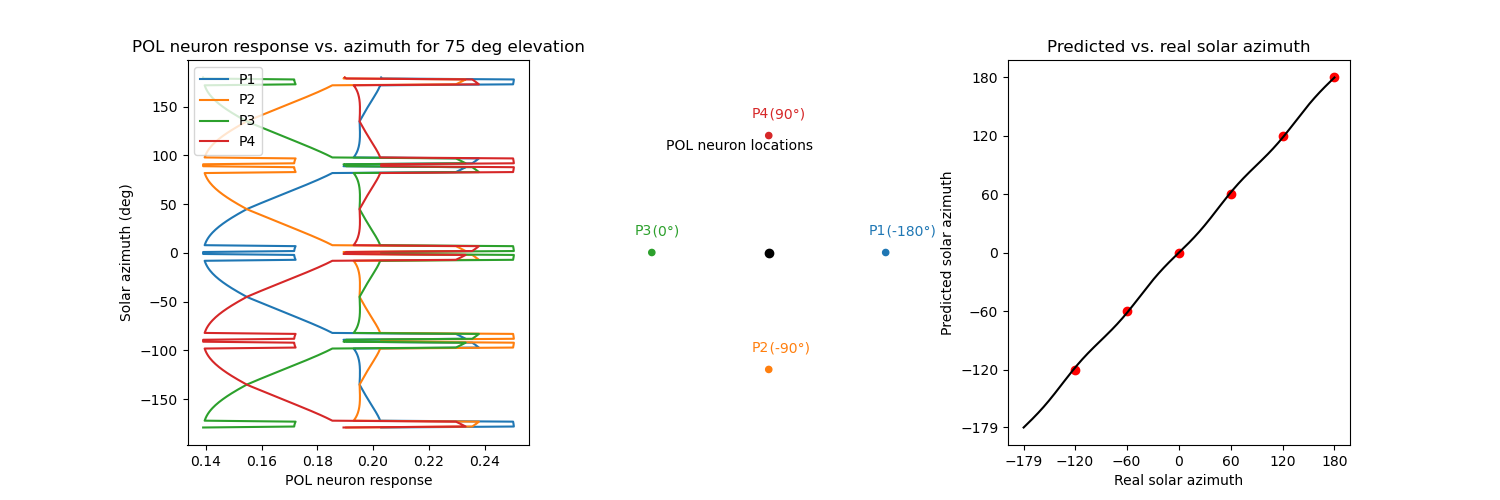 POL neuron response vs. azimuth for 75 deg elevation
P1
P2
P3
P4
150
100
50
0
−50
−100
−150
Solar azimuth (deg)
0.14 0.16 0.18 0.20 0.22 0.24
POL neuron response
P4(90°)
POL neuron locations
P3(0°)
P1(-180°)
P2(-90°)
Predicted vs. real solar azimuth
180
120
60
0
−60
−120
−179
Predicted solar azimuth
−179 −120 −60 0 60 120 180
Real solar azimuth